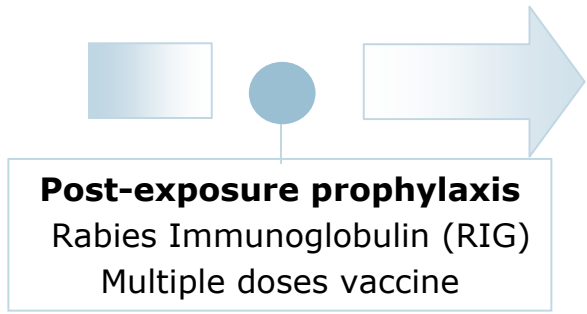 Post-exposure prophylaxis
Rabies Immunoglobulin (RIG)
Multiple doses vaccine